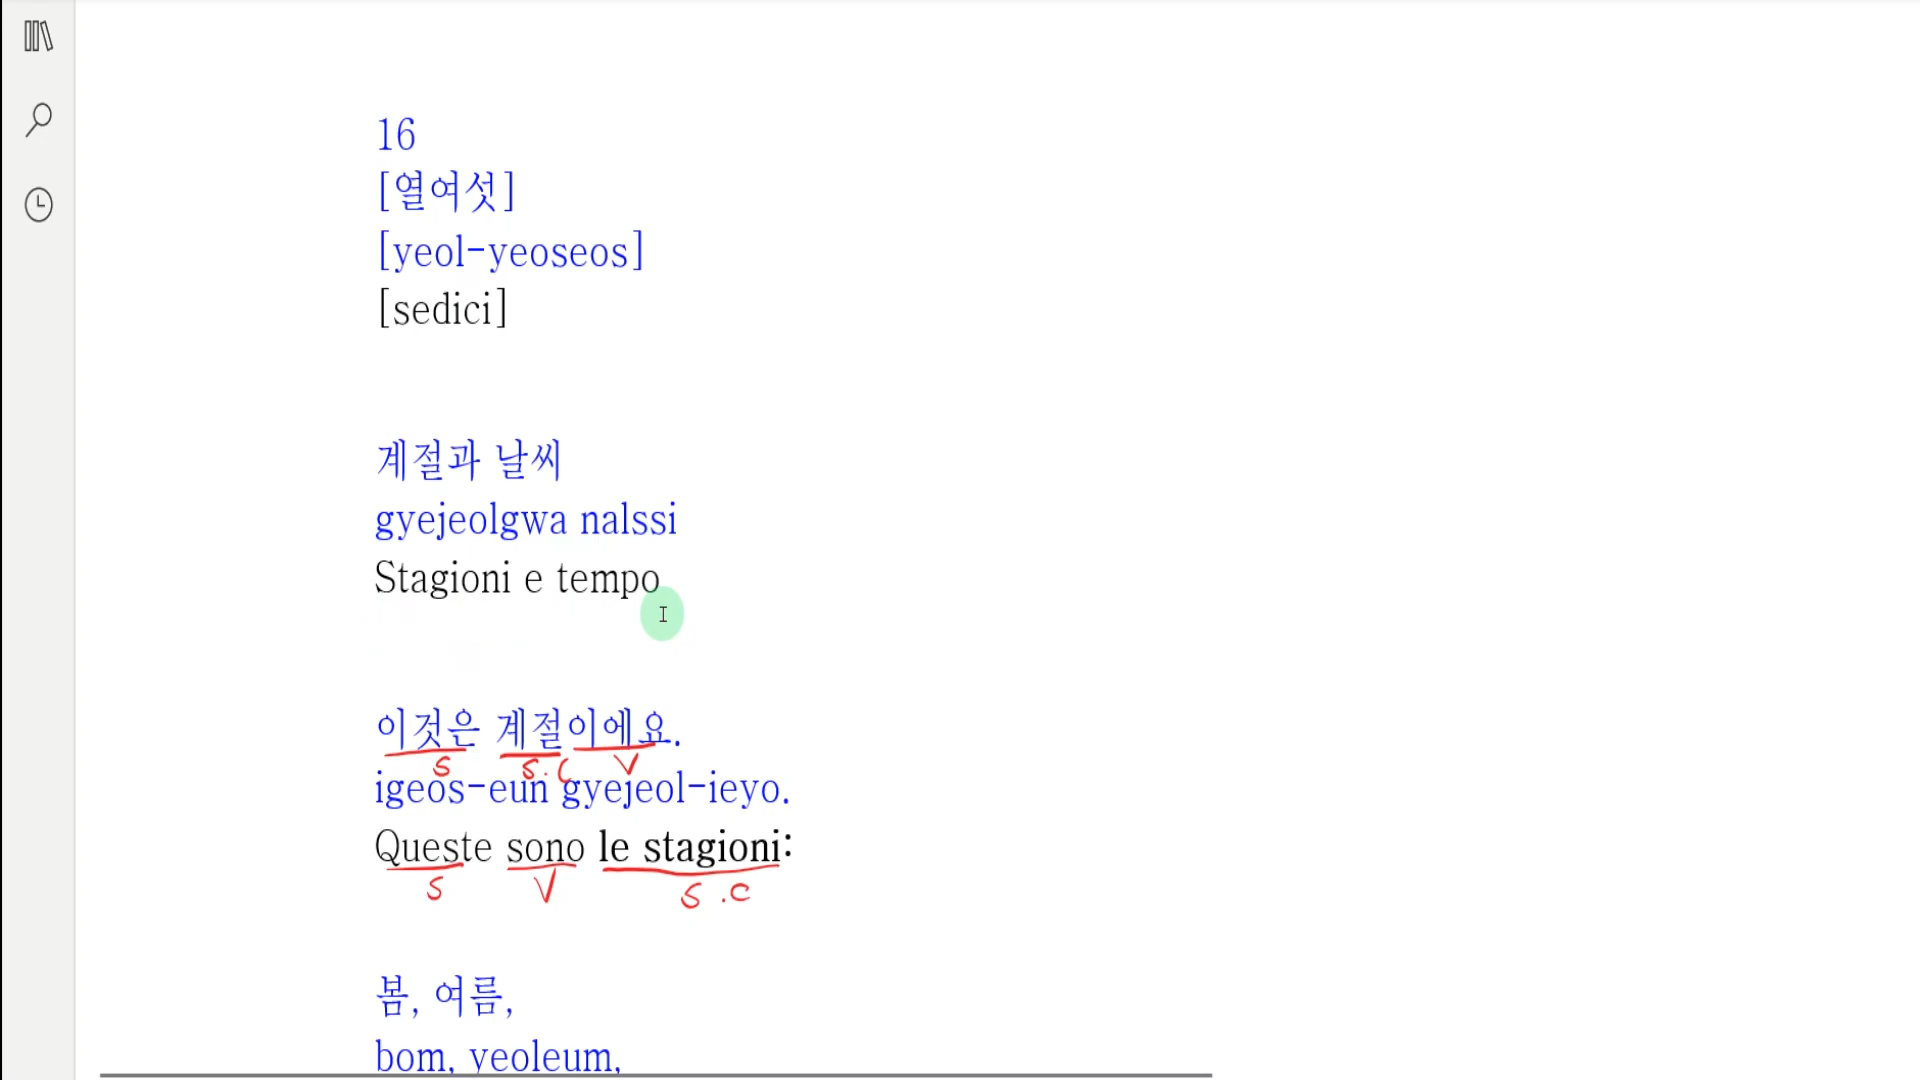 16
[열여섯]
[yeol-yeoseos]
[sedici]
계절과 날씨
gyejeolgwa nalssi
Stagioni e tempo
이것은 계절이에요.
S S.C V
igeos-eun gyejeol-ieyo.
Queste sono le stagioni:
S V S.C
봄, 여름,
bom, yeoleum,